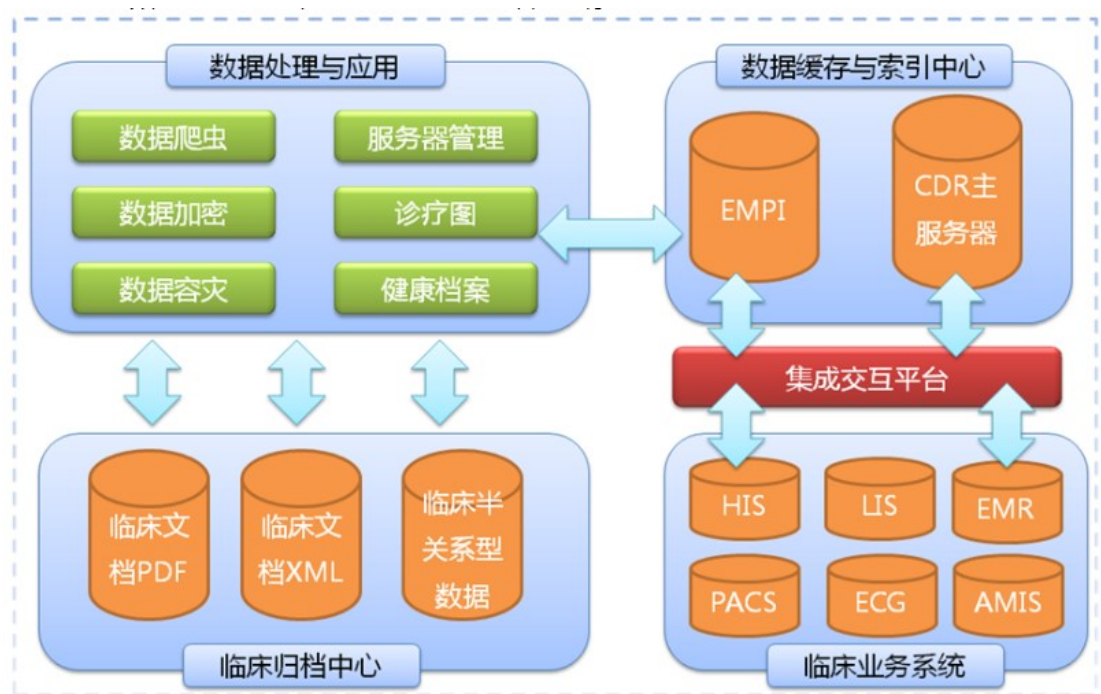 数据处理与应用
数据爬虫
服务器管理
数据加密
诊疗图
数据容灾
健康档案
数据缓存与索引中心
EMPI
CDR主
服务器
集成交互平台
临床文
档PDF
临床文
档XML
临床半
关系型
数据
临床归档中心
HIS
LIS
EMR
PACS
ECG
AMIS
临床业务系统